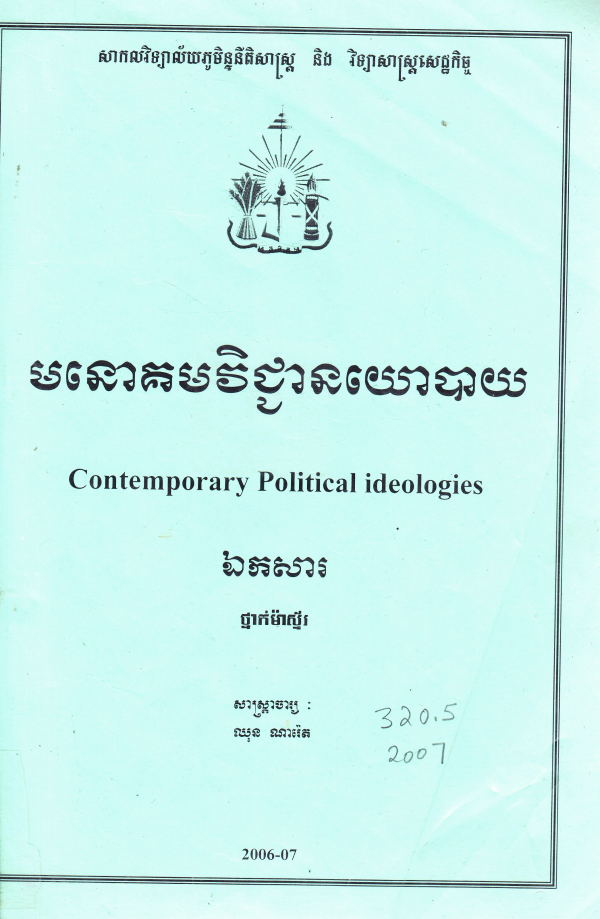 សាកលវិទ្យាល័យភូមិន្ទនីតិសាស្ត្រ និង វិទ្យាសាស្ត្រសេដ្ឋកិច្ច
មនោគមវិជ្ជានយោបាយ
Contemporary Political ideologies
ឯកសារ
ថ្នាក់ម៉ាស្ទ័រ
សាស្ត្រាចារ្យ :
ឈុន ណារ៉េត
320.5
2007
2006-07